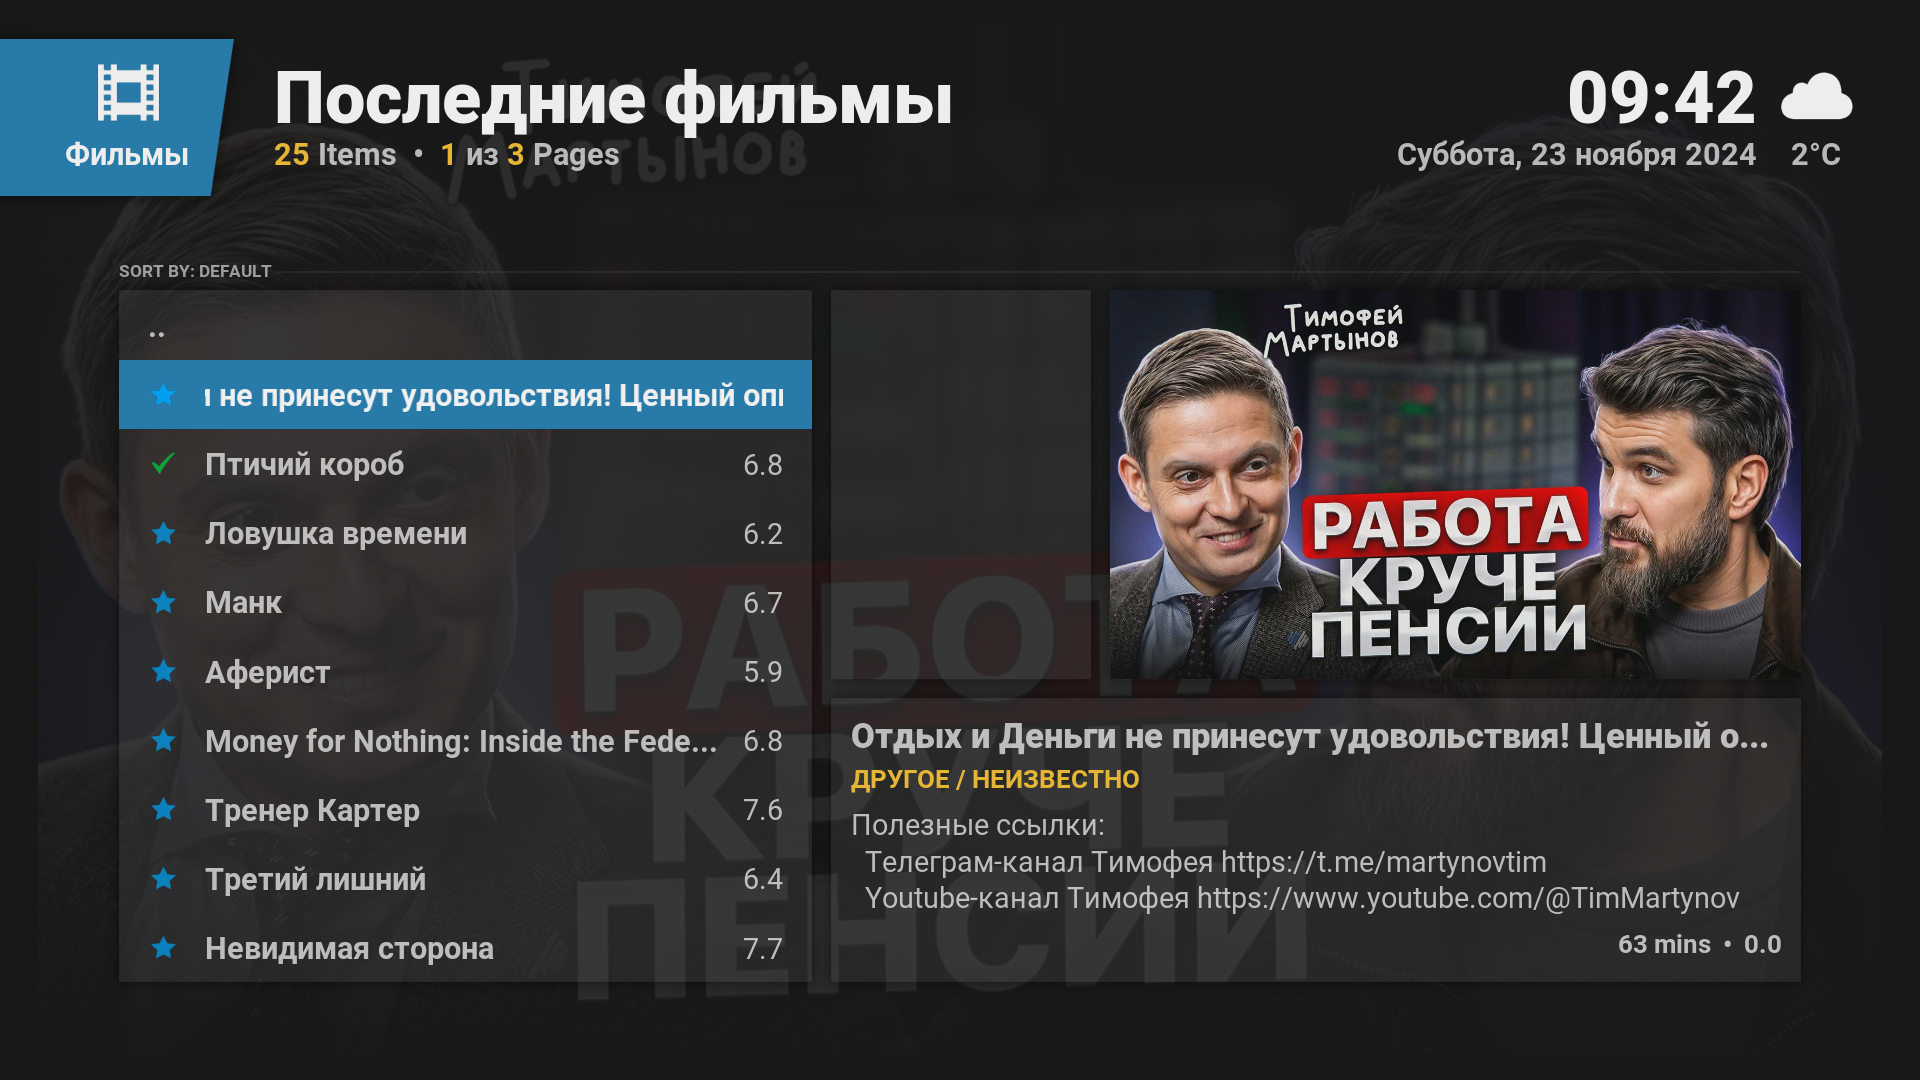 Фильмы
Последние фильмы
25 Items • 1 из 3 Pages
09:42
Суббота, 23 ноября 2024 2°C
SORT BY: DEFAULT
..
не принесут удовольствия! Ценный
Птичий короб 6.8
Ловушка времени 6.2
Манк 6.7
Аферист 5.9
Money for Nothing: Inside the Fede... 6.8
Тренер Картер 7.6
Третий лишний 6.4
Невидимая сторона 7.7
Тимофей
Мартынов
РАБОТА
КРУЧЕ
ПЕНСИИ
Отдых и Деньги не принесут удовольствия! Ценный о...
ДРУГОЕ / НЕИЗВЕСТНО
Полезные ссылки:
Телеграм-канал Тимофея https://t.me/martynovtim
Youtube-канал Тимофея https://www.youtube.com/@TimMartynov
63 mins • 0.0